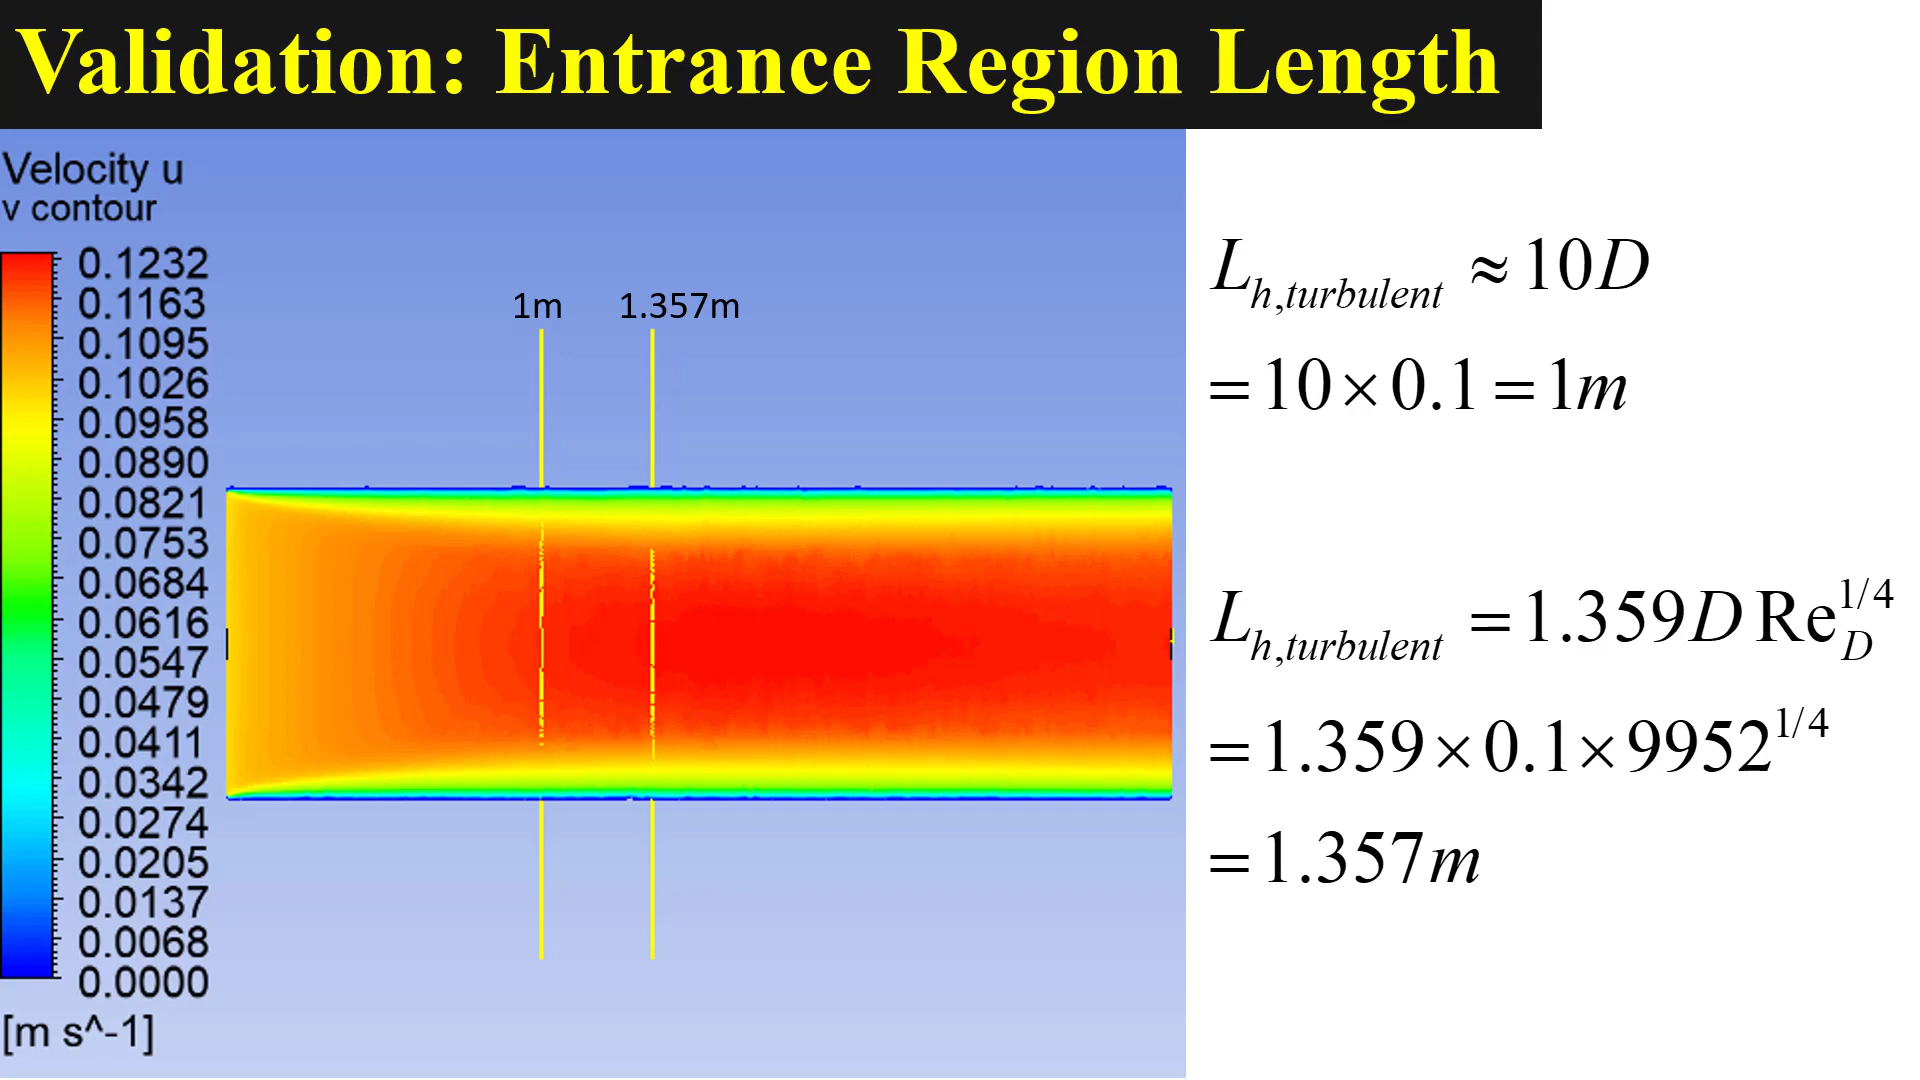 Validation: Entrance Region Length
Velocity u
v contour
0.1232
0.1163
0.1095
0.1026
0.0958
0.0890
0.0821
0.0753
0.0684
0.0616
0.0547
0.0479
0.0411
0.0342
0.0274
0.0205
0.0137
0.0068
0.0000
[m s^-1]
1m 1.357m
L_{h,turbulent} ≈ 10D
= 10 × 0.1 = 1m
L_{h,turbulent} = 1.359D Re_D^{1/4}
= 1.359 × 0.1 × 9952^{1/4}
= 1.357m